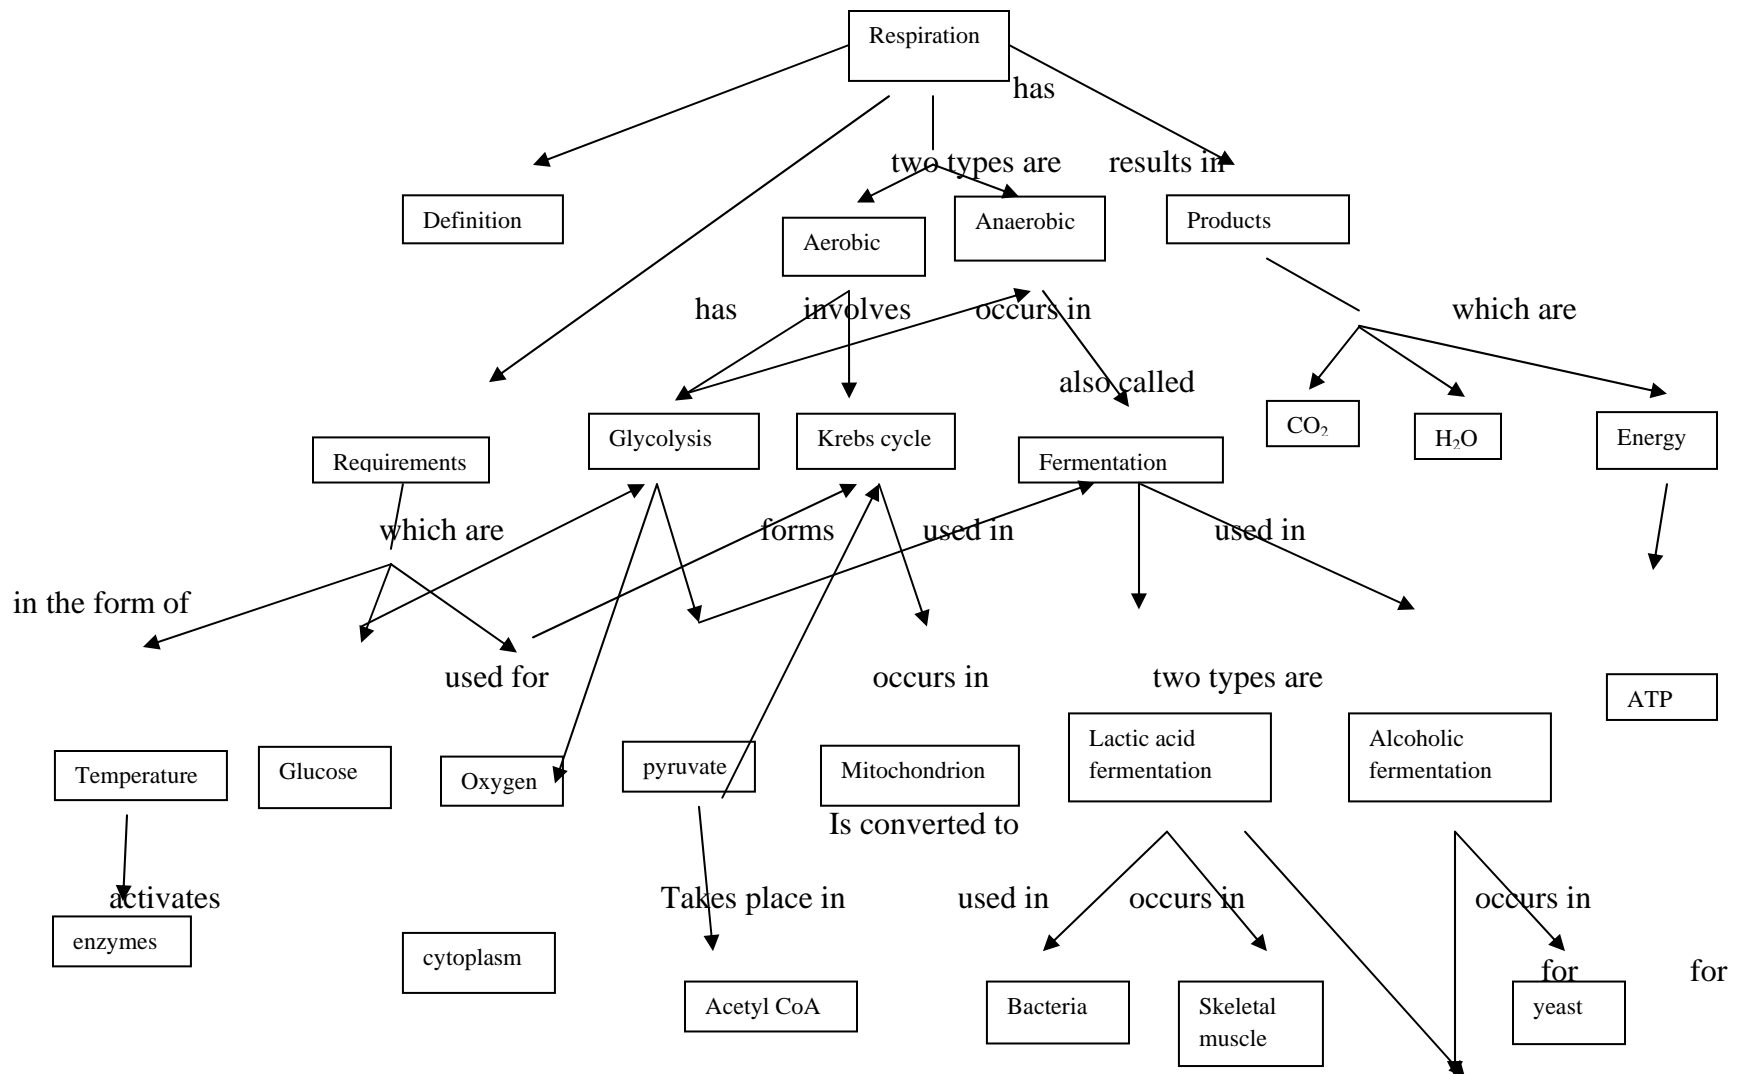 Respiration
has
two types are results in
Definition
Aerobic
Anaerobic
Products
has involves occurs in which are
also called
CO₂
H₂O
Energy
Glycolysis
Krebs cycle
Requirements
Fermentation
which are forms used in used in
in the form of
used for occurs in two types are
ATP
Lactic acid
fermentation
Alcoholic
fermentation
Temperature
Glucose
Oxygen
pyruvate
Mitochondrion
Is converted to
activates Takes place in used in occurs in occurs in
enzymes
cytoplasm
for for
Acetyl CoA
Bacteria
Skeletal
muscle
yeast